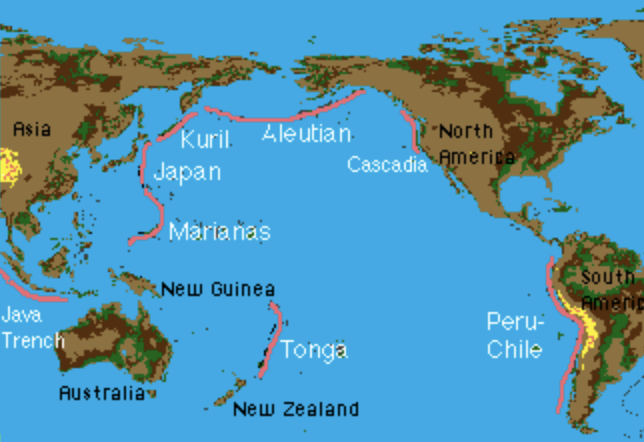 Asia
Kuril
Aleutian
North
America
Cascadia
Japan
Marianas
New Guinea
South
Americ
Java
Trench
Peru-
Chile
Tonga
Australia
New Zealand